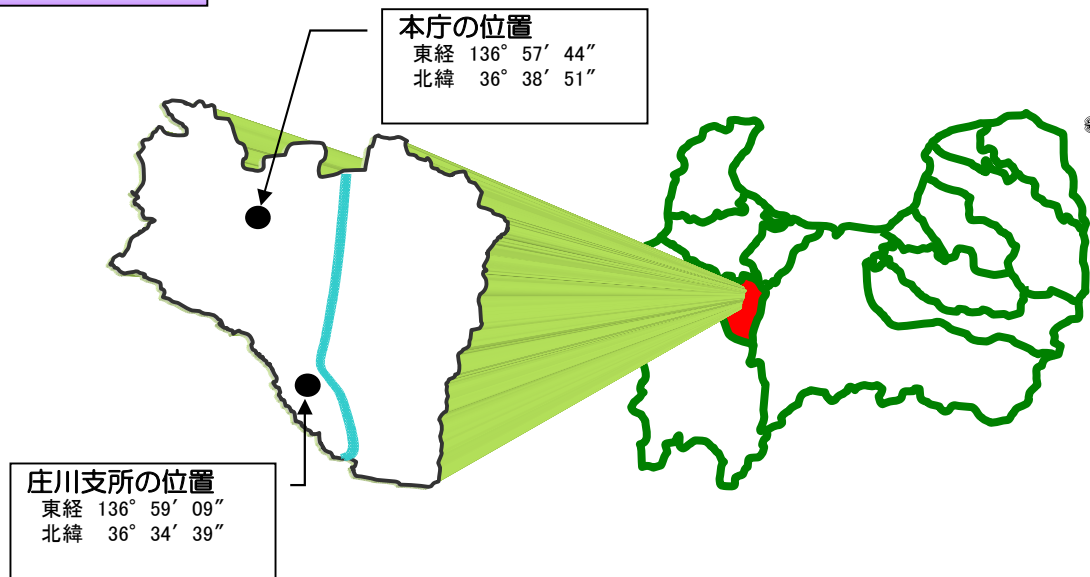 本庁の位置
東経 136° 57′ 44″
北緯 36° 38′ 51″
庄川支所の位置
東経 136° 59′ 09″
北緯 36° 34′ 39″